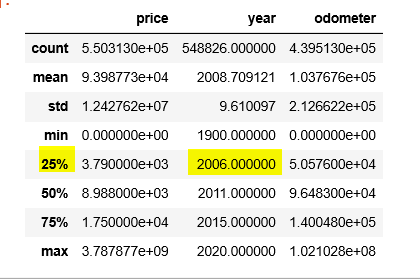 price year odometer
count 5.503130e+05 548826.000000 4.395130e+05
mean 9.398773e+04 2008.709121 1.037676e+05
std 1.242762e+07 9.610097 2.126622e+05
min 0.000000e+00 1900.000000 0.000000e+00
25% 3.790000e+03 2006.000000 5.057600e+04
50% 8.988000e+03 2011.000000 9.648300e+04
75% 1.750000e+04 2015.000000 1.400480e+05
max 3.787877e+09 2020.000000 1.021028e+08